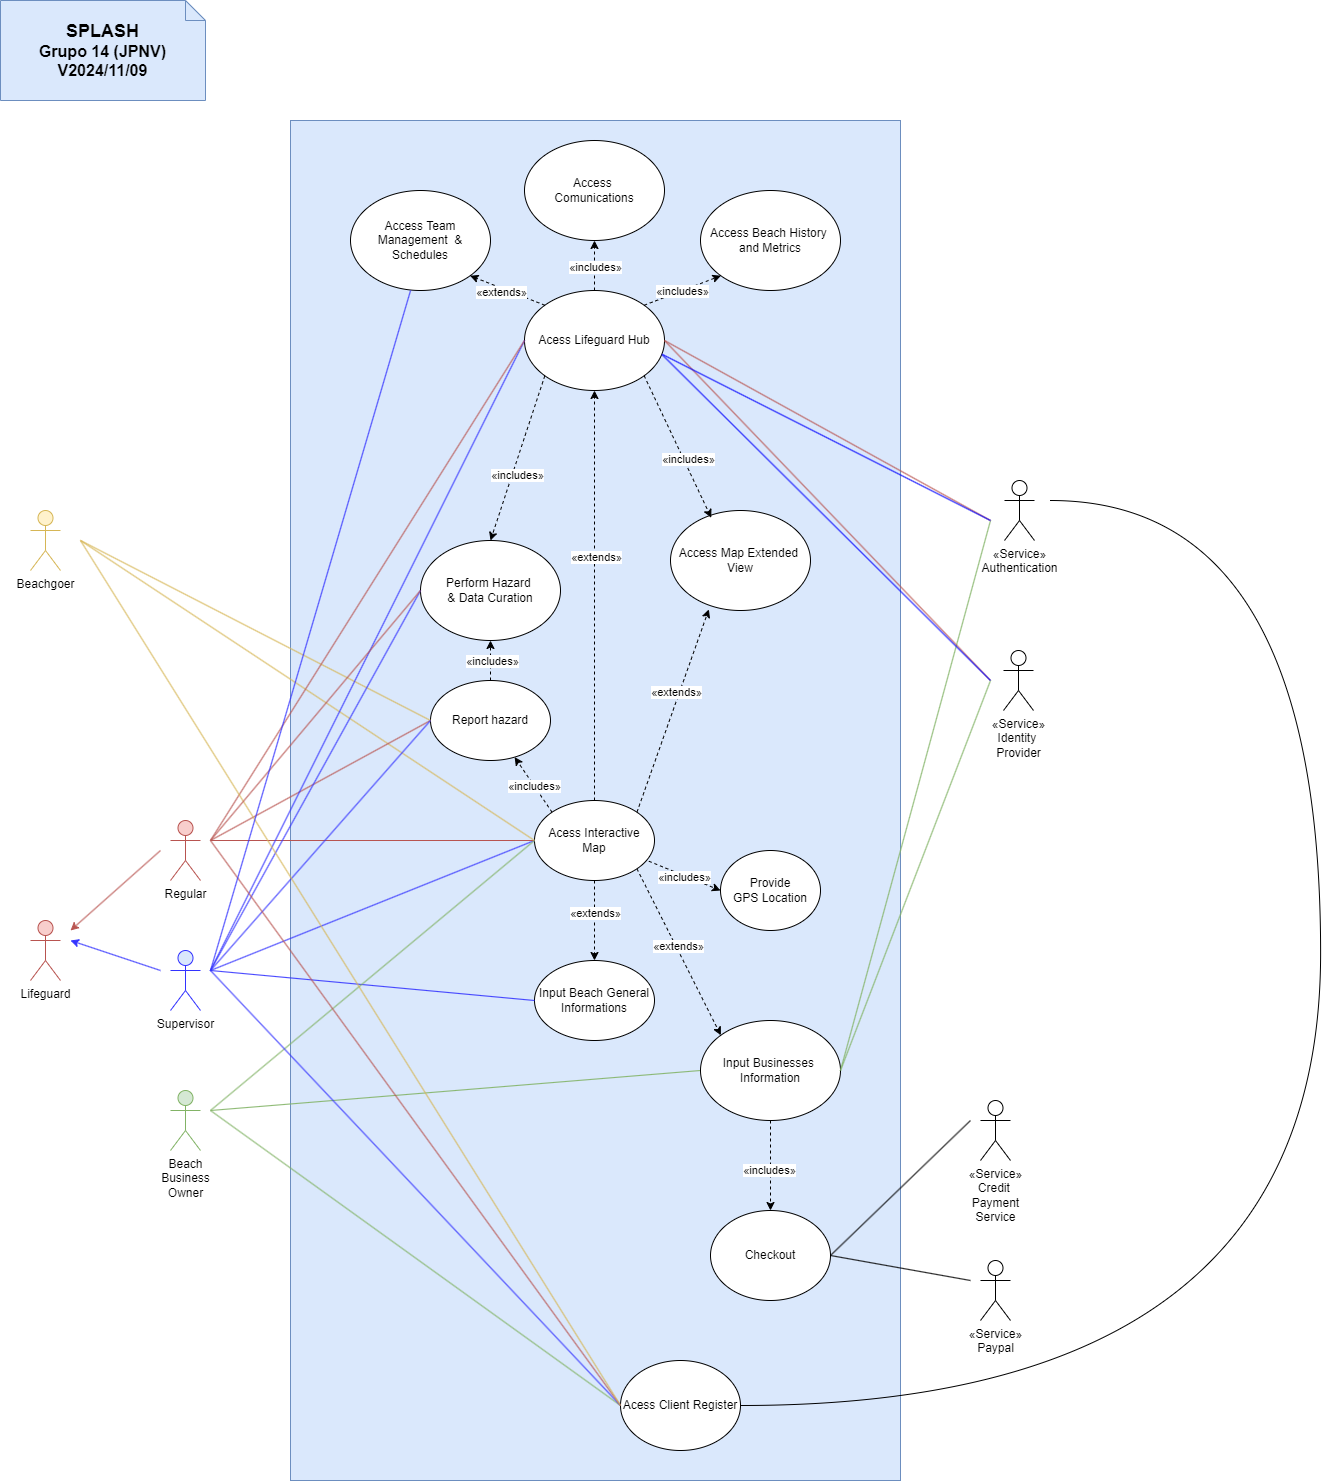 SPLASH
Grupo 14 (JPNV)
V2024/11/09
Access
Comunications
Access Team
Management &
Schedules
Access Beach History
and Metrics
«includes»
«extends»
«includes»
Acess Lifeguard Hub
«includes»
«includes»
«extends»
Access Map Extended
View
Perform Hazard
& Data Curation
«includes»
«extends»
Report hazard
«includes»
Acess Interactive
Map
«includes»
Provide
GPS Location
«extends»
«extends»
Input Beach General
Informations
Input Businesses
Information
«includes»
Checkout
Acess Client Register
Beachgoer
Regular
Lifeguard
Supervisor
Beach
Business
Owner
«Service»
Authentication
«Service»
Identity
Provider
«Service»
Credit
Payment
Service
«Service»
Paypal